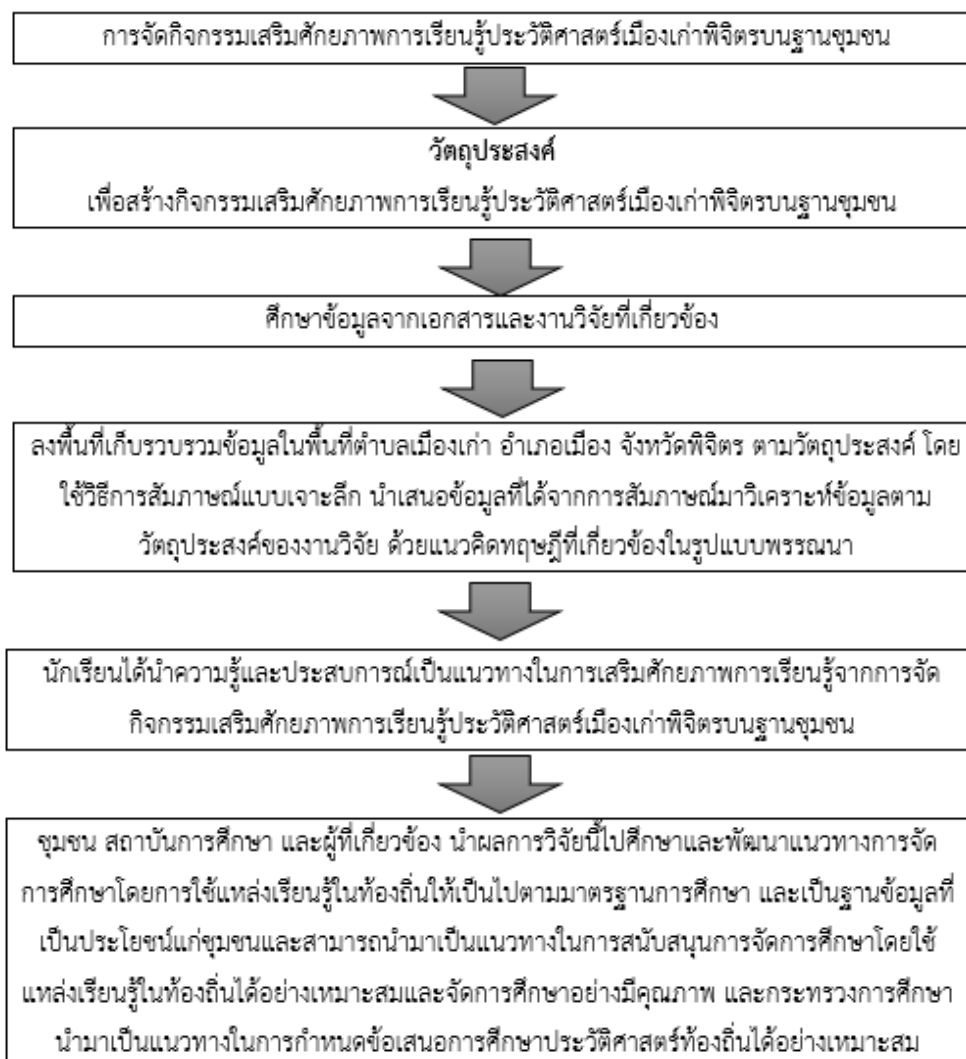 การจัดกิจกรรมเสริมศักยภาพการเรียนรู้ประวัติศาสตร์เมืองเก่าพิจิตรบนฐานชุมชน
วัตถุประสงค์
เพื่อสร้างกิจกรรมเสริมศักยภาพการเรียนรู้ประวัติศาสตร์เมืองเก่าพิจิตรบนฐานชุมชน
ศึกษาข้อมูลจากเอกสารและงานวิจัยที่เกี่ยวข้อง
ลงพื้นที่เก็บรวบรวมข้อมูลในพื้นที่ตำบลเมืองเก่า อำเภอเมือง จังหวัดพิจิตร ตามวัตถุประสงค์ โดย
ใช้วิธีการสัมภาษณ์แบบเจาะลึก นำเสนอข้อมูลที่ได้จากการสัมภาษณ์มาวิเคราะห์ข้อมูลตาม
วัตถุประสงค์ของงานวิจัย ด้วยแนวคิดทฤษฎีที่เกี่ยวข้องในรูปแบบพรรณนา
นักเรียนได้นำความรู้และประสบการณ์เป็นแนวทางในการเสริมศักยภาพการเรียนรู้จากการจัด
กิจกรรมเสริมศักยภาพการเรียนรู้ประวัติศาสตร์เมืองเก่าพิจิตรบนฐานชุมชน
ชุมชน สถาบันการศึกษา และผู้ที่เกี่ยวข้อง นำผลการวิจัยนี้ไปศึกษาและพัฒนาแนวทางการจัด
การศึกษาโดยการใช้แหล่งเรียนรู้ในท้องถิ่นให้เป็นไปตามมาตรฐานการศึกษา และเป็นฐานข้อมูลที่
เป็นประโยชน์แก่ชุมชนและสามารถนำมาเป็นแนวทางในการสนับสนุนการจัดการศึกษาโดยใช้
แหล่งเรียนรู้ในท้องถิ่นได้อย่างเหมาะสมและจัดการศึกษาอย่างมีคุณภาพ และกระทรวงการศึกษา
นำมาเป็นแนวทางในการกำหนดข้อเสนอการศึกษาประวัติศาสตร์ท้องถิ่นได้อย่างเหมาะสม